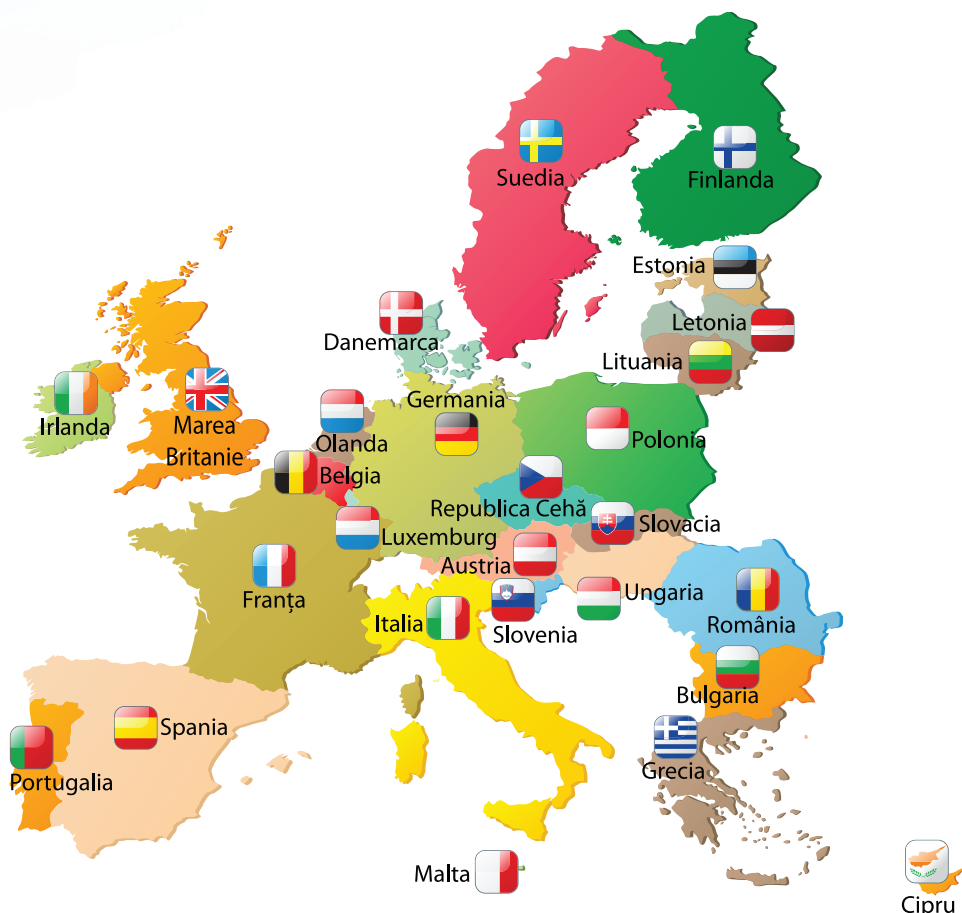 Suedia
Finlanda
Estonia
Letonia
Danemarca
Lituania
Germania
Irlanda
Marea
Britanie
Olanda
Polonia
Belgia
Republica Cehă
Slovacia
Luxemburg
Austria
Franța
Ungaria
Italia
Slovenia
România
Bulgaria
Spania
Grecia
Portugalia
Malta
Cipru